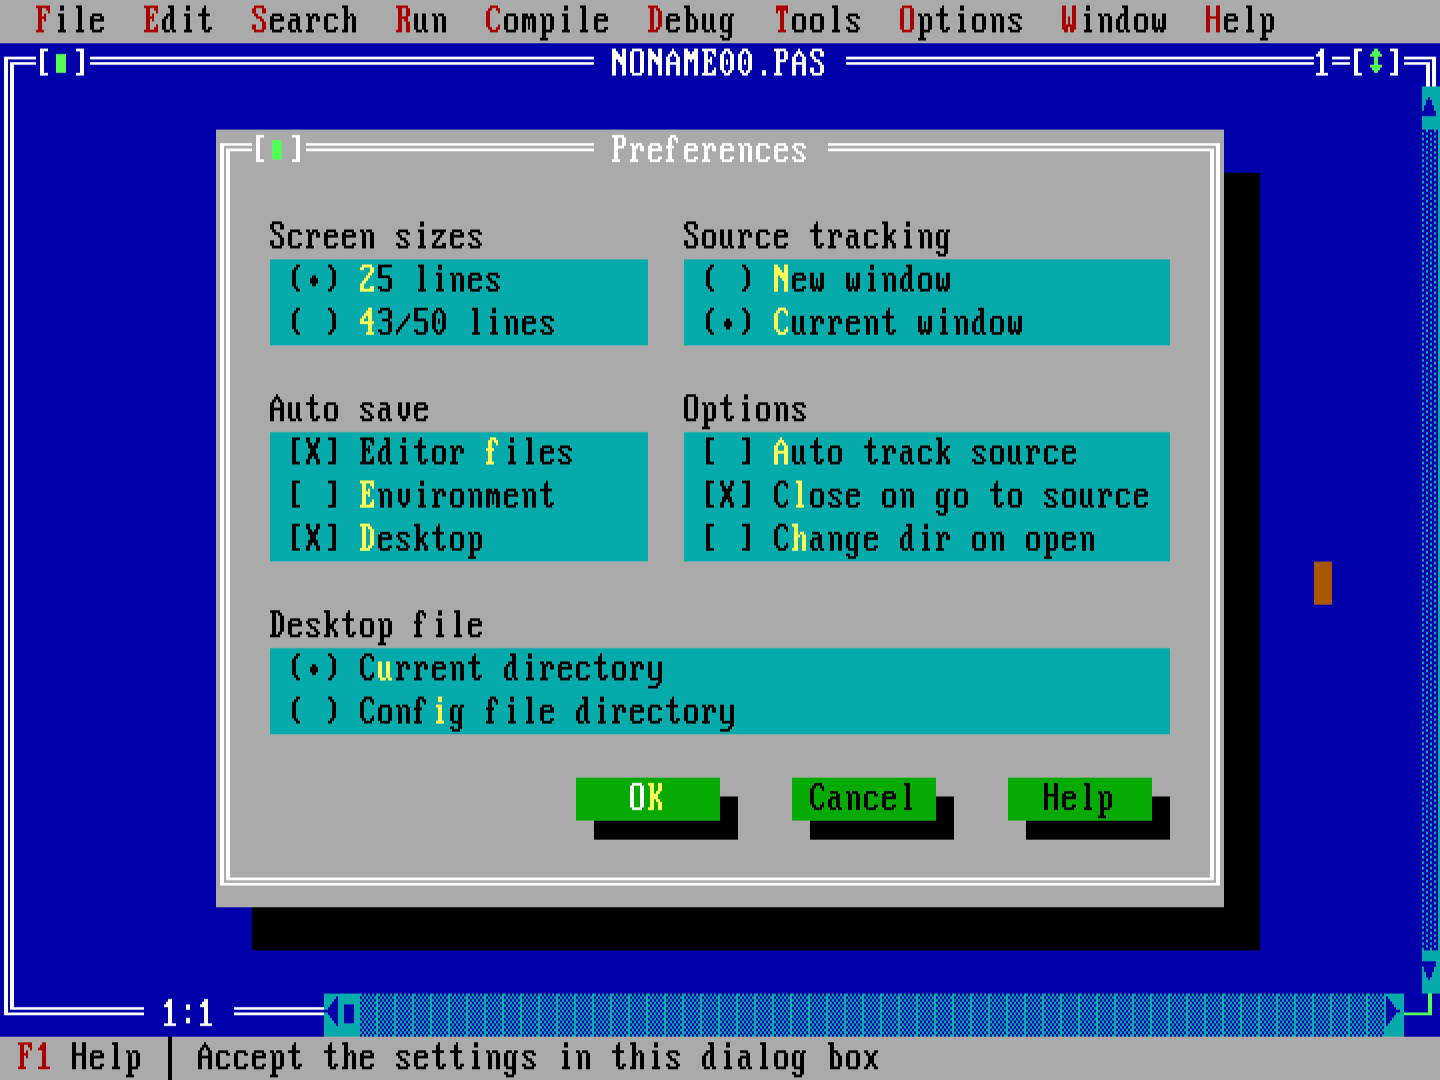 File Edit Search Run Compile Debug Tools Options Window Help
[▮] NONAME00.PAS 1=[↕]
[▮] Preferences
Screen sizes Source tracking
(•) 25 lines ( ) New window
( ) 43/50 lines (•) Current window
Auto save Options
[X] Editor files [ ] Auto track source
[ ] Environment [X] Close on go to source
[X] Desktop [ ] Change dir on open
Desktop file
(•) Current directory
( ) Config file directory
OK Cancel Help
1:1
F1 Help │ Accept the settings in this dialog box